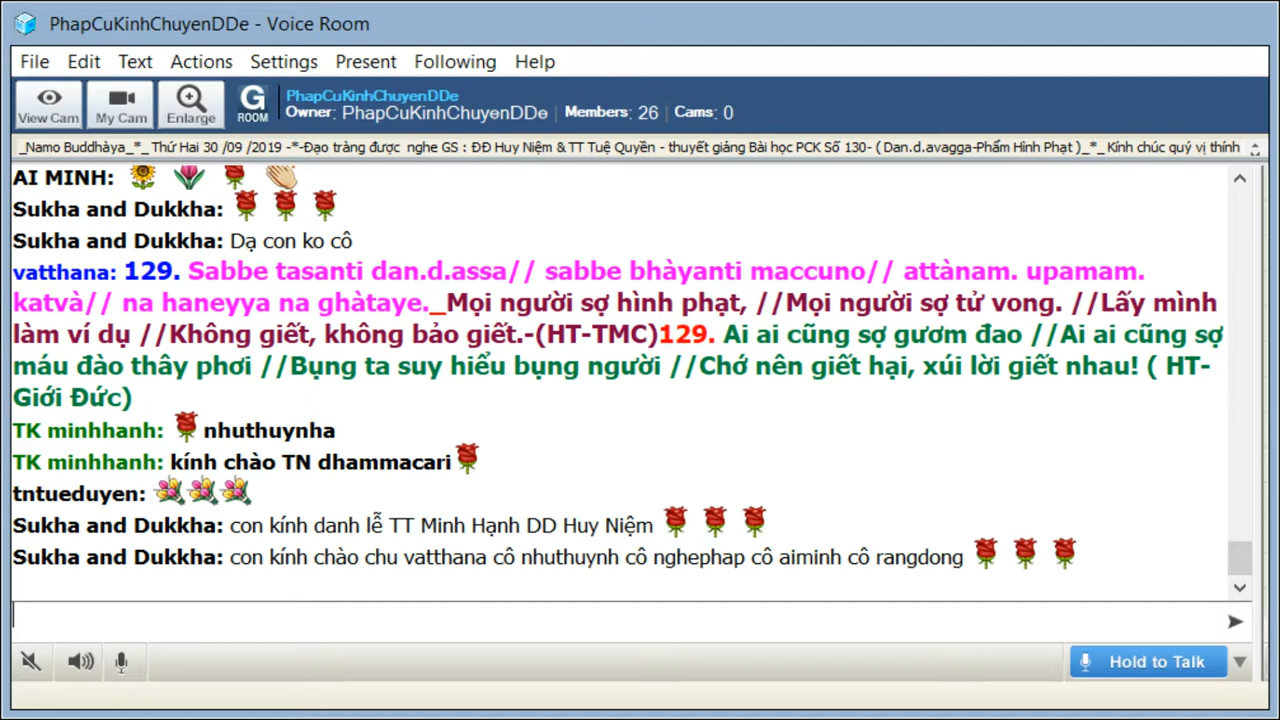 PhapCuKinhChuyenDDe - Voice Room
File Edit Text Actions Settings Present Following Help
View Cam My Cam Enlarge G ROOM PhapCuKinhChuyenDDe
Owner: PhapCuKinhChuyenDDe Members: 26 Cams: 0
_Namo Buddhàya_*_ Thứ Hai 30 /09 /2019 -*-Đạo tràng được nghe GS : ĐĐ Huy Niệm & TT Tuệ Quyền - thuyết giảng Bài học PCK Số 130- ( Dan.d.avagga-Phẩm Hình Phạt )_*_ Kính chúc quý vị thính
AI MINH:
Sukha and Dukkha:
Sukha and Dukkha: Dạ con ko cô
vatthana: 129. Sabbe tasanti dan.d.assa// sabbe bhàyanti maccuno// attànam. upamam.
katvà// na haneyya na ghàtaye._Mọi người sợ hình phạt, //Mọi người sợ tử vong. //Lấy mình
làm ví dụ //Không giết, không bảo giết.-(HT-TMC)129. Ai ai cũng sợ gươm đao //Ai ai cũng sợ
máu đào thây phơi //Bụng ta suy hiểu bụng người //Chớ nên giết hại, xúi lời giết nhau! ( HT-
Giới Đức)
TK minhhanh: nhuthuynha
TK minhhanh: kính chào TN dhammacari
tntueduyen:
Sukha and Dukkha: con kính danh lễ TT Minh Hạnh DD Huy Niệm
Sukha and Dukkha: con kính chào chu vatthana cô nhuthuynh cô nghephap cô aiminh cô rangdong
Hold to Talk